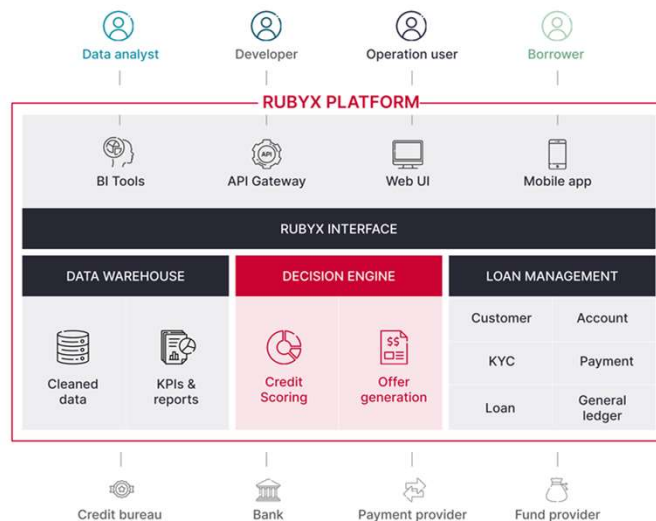 Data analyst
Developer
Operation user
Borrower
RUBYX PLATFORM
BI Tools
API
API Gateway
Web UI
Mobile app
RUBYX INTERFACE
DATA WAREHOUSE
DECISION ENGINE
LOAN MANAGEMENT
Cleaned
data
KPIs &
reports
Credit
Scoring
$$
Offer
generation
Customer
Account
KYC
Payment
Loan
General
ledger
Credit bureau
Bank
Payment provider
Fund provider